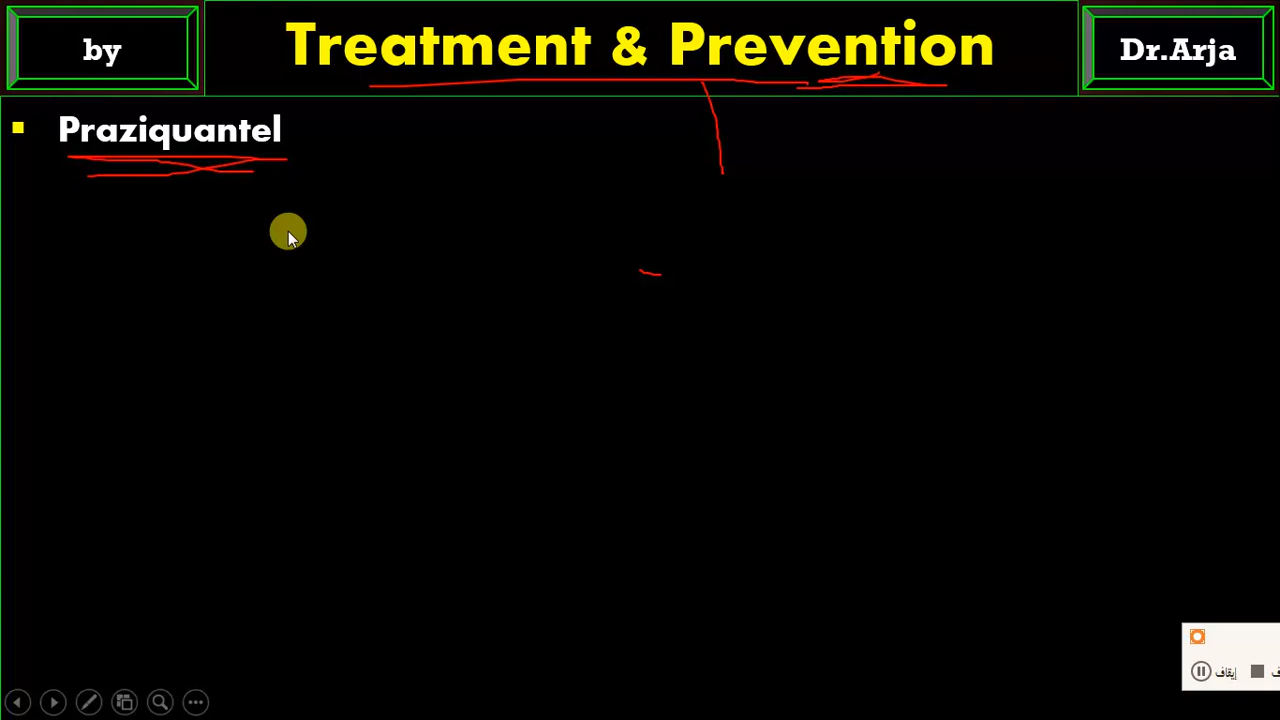 by
Treatment & Prevention
Dr.Arja
Praziquantel
إيقاف